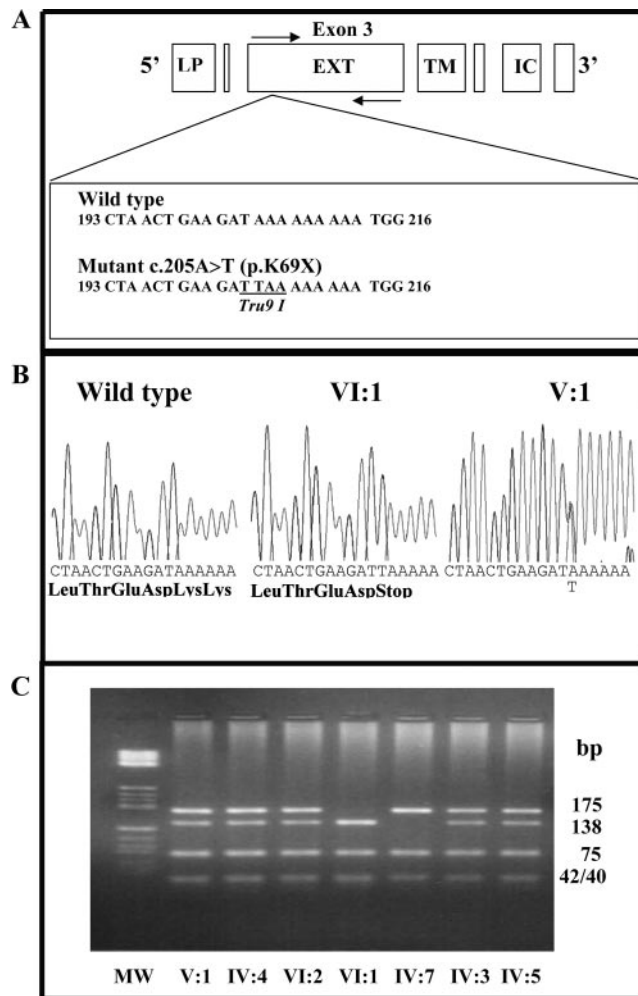 A
Exon 3
5’ LP EXT TM IC 3’
Wild type
193 CTA ACT GAA GAT AAA AAA AAA TGG 216
Mutant c.205A>T (p.K69X)
193 CTA ACT GAA GAT TAA AAA AAA TGG 216
Tru9 I
B
Wild type VI:1 V:1
CTAACTGAAGATAAAAAA CTAACTGAAGATTAAAAA CTAACTGAAGATAAAAAA
T
LeuThrGluAspLysLys LeuThrGluAspStop
C
bp
175
138
75
42/40
MW V:1 IV:4 VI:2 VI:1 IV:7 IV:3 IV:5